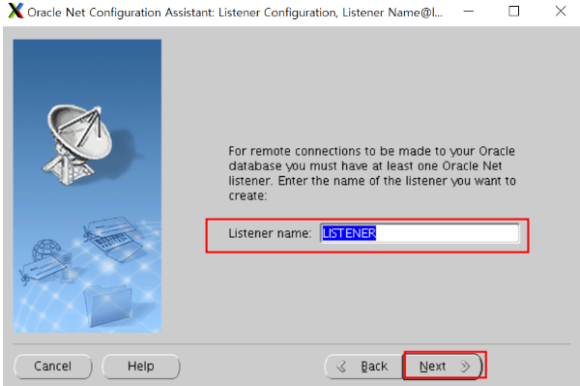 Oracle Net Configuration Assistant: Listener Configuration, Listener Name@l...
For remote connections to be made to your Oracle
database you must have at least one Oracle Net
listener. Enter the name of the listener you want to
create:
Listener name: LISTENER
Cancel Help Back Next